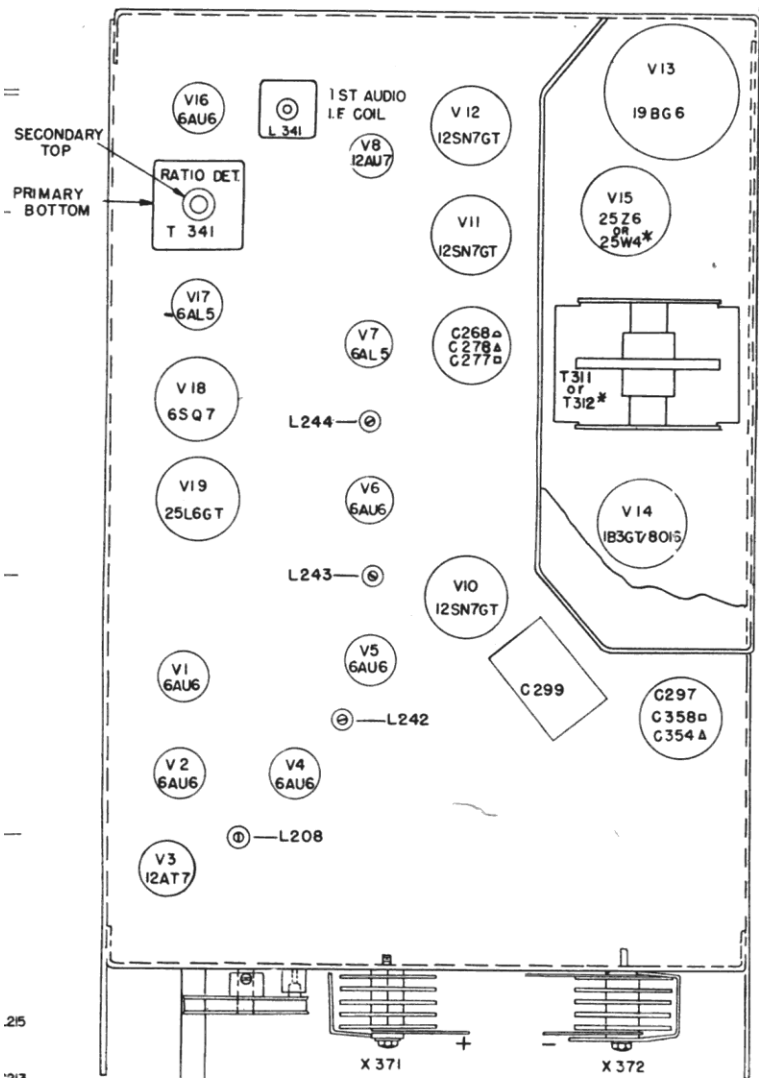 V16
6AU6
L 341
1ST AUDIO
I.F COIL
V 12
12SN7GT
V13
19BG6
SECONDARY
TOP
V8
12AU7
PRIMARY
BOTTOM
RATIO DET.
T 341
V11
12SN7GT
V15
25Z6
OR
25W4*
V17
6AL5
V7
6AL5
C268△
C278△
C277□
T311
or
T312*
V18
6SQ7
L244
V19
25L6GT
V6
6AU6
V14
1B3GT/8016
L243
V10
12SN7GT
V1
6AU6
V5
6AU6
C299
C297
C358□
C354△
L242
V2
6AU6
V4
6AU6
L208
V3
12AT7
L215
+
−
X 371
X 372